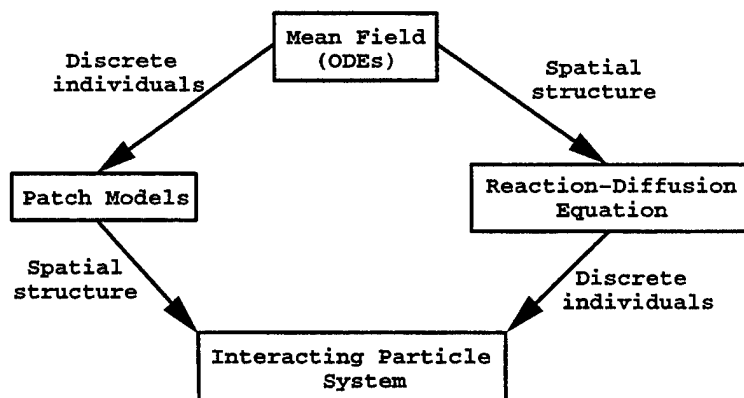 Mean Field
(ODEs)
Discrete
individuals
Spatial
structure
Patch Models
Reaction-Diffusion
Equation
Spatial
structure
Discrete
individuals
Interacting Particle
System